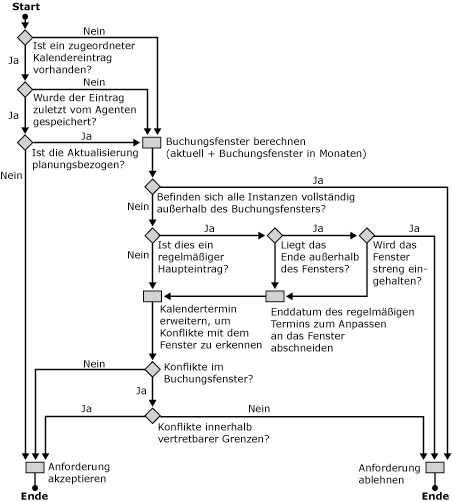 Start
Nein
Ist ein zugeordneter
Kalendereintrag
vorhanden?
Ja
Nein
Wurde der Eintrag
zuletzt vom Agenten
gespeichert?
Ja
Ja
Ist die Aktualisierung
planungsbezogen?
Nein
Buchungsfenster berechnen
(aktuell + Buchungsfenster in Monaten)
Ja
Befinden sich alle Instanzen vollständig
außerhalb des Buchungsfensters?
Nein
Ja
Ja
Ja
Ist dies ein
regelmäßiger
Haupteintrag?
Nein
Liegt das
Ende außerhalb
des Fensters?
Wird das
Fenster
streng ein-
gehalten?
Kalendertermin
erweitern, um
Konflikte mit dem
Fenster zu erkennen
Enddatum des regelmäßigen
Termins zum Anpassen
an das Fenster
abschneiden
Nein
Konflikte im
Buchungsfenster?
Ja
Ja
Nein
Konflikte innerhalb
vertretbarer Grenzen?
Anforderung
akzeptieren
Anforderung
ablehnen
Ende
Ende